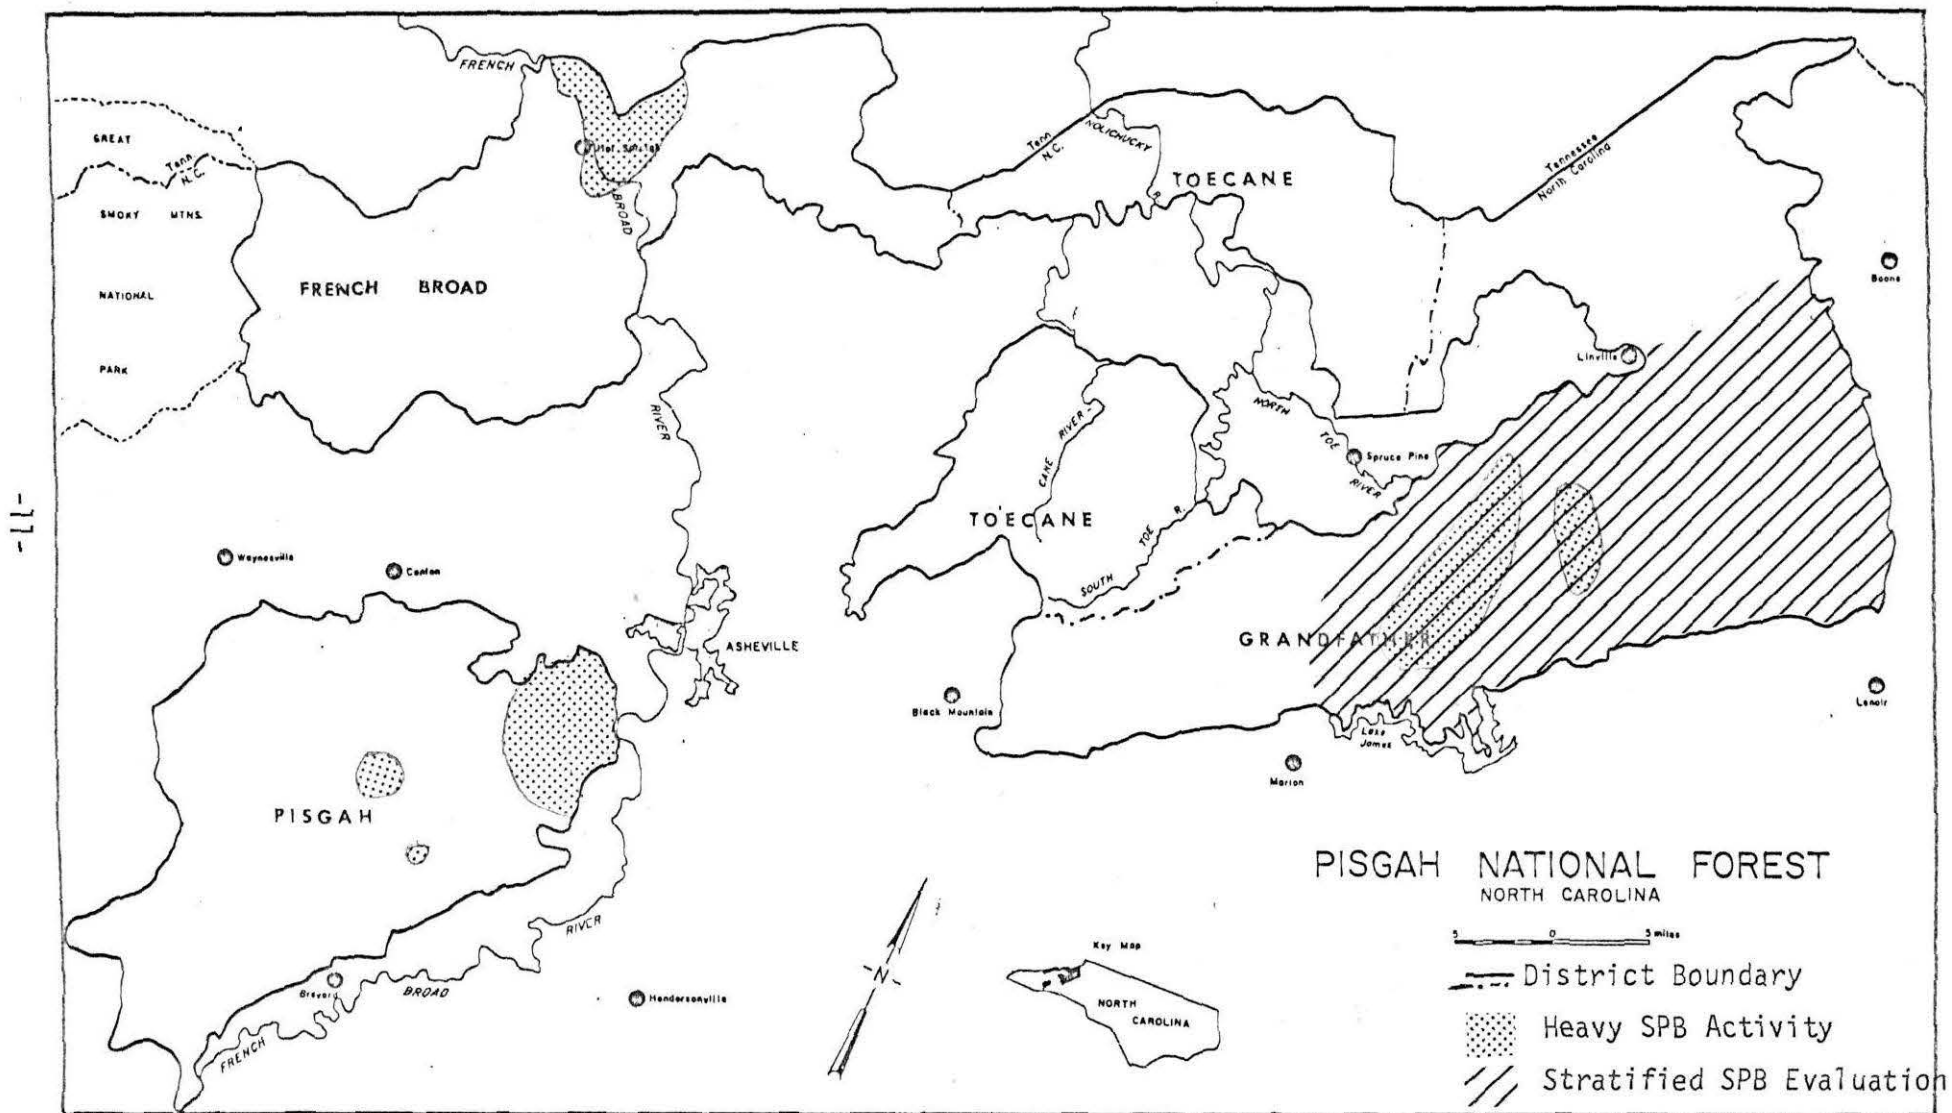 FRENCH
GREAT
Tenn
N.C.
SMOKY MTNS.
NATIONAL
PARK
BROAD
FRENCH BROAD
Tenn
N.C.
NOLICHUCKY
R.
TOECANE
Tennessee
North Carolina
Boone
Linville
RIVER
CANE RIVER
NORTH
TOE
RIVER
Spruce Pine
TOECANE
SOUTH TOE R.
-11-
Waynesville
Canton
ASHEVILLE
GRANDFATHER
Black Mountain
Lake
James
Lenoir
Marion
PISGAH
RIVER
BROAD
FRENCH
Brevard
Hendersonville
N
Key Map
NORTH
CAROLINA
PISGAH NATIONAL FOREST
NORTH CAROLINA
5 0 5 miles
District Boundary
Heavy SPB Activity
Stratified SPB Evaluation